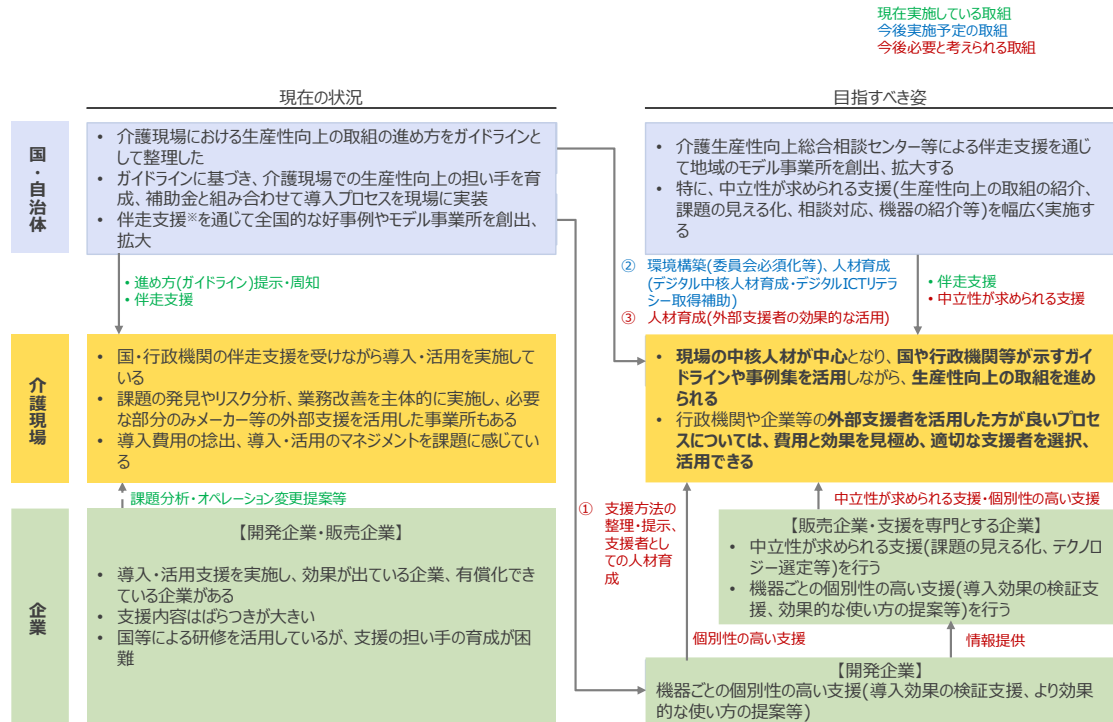 現在実施している取組
今後実施予定の取組
今後必要と考えられる取組
現在の状況
目指すべき姿
国・自治体
• 介護現場における生産性向上の取組の進め方をガイドラインと
して整理した
• ガイドラインに基づき、介護現場での生産性向上の担い手を育
成、補助金と組み合わせて導入プロセスを現場に実装
• 伴走支援※を通じて全国的な好事例やモデル事業所を創出、
拡大
• 介護生産性向上総合相談センター等による伴走支援を通じ
て地域のモデル事業所を創出、拡大する
• 特に、中立性が求められる支援(生産性向上の取組の紹介、
課題の見える化、相談対応、機器の紹介等)を幅広く実施す
る
• 進め方(ガイドライン)提示・周知
• 伴走支援
② 環境構築(委員会必須化等)、人材育成
(デジタル中核人材育成・デジタルICTリテラ
シー取得補助)
③ 人材育成(外部支援者の効果的な活用)
• 伴走支援
• 中立性が求められる支援
介護現場
• 国・行政機関の伴走支援を受けながら導入・活用を実施して
いる
• 課題の発見やリスク分析、業務改善を主体的に実施し、必要
な部分のみメーカー等の外部支援を活用した事業所もある
• 導入費用の捻出、導入・活用のマネジメントを課題に感じてい
る
• 現場の中核人材が中心となり、国や行政機関等が示すガイ
ドラインや事例集を活用しながら、生産性向上の取組を進め
られる
• 行政機関や企業等の外部支援者を活用した方が良いプロセ
スについては、費用と効果を見極め、適切な支援者を選択、
活用できる
課題分析・オペレーション変更提案等
① 支援方法の
整理・提示、
支援者とし
ての人材育
成
中立性が求められる支援・個別性の高い支援
企業
【開発企業・販売企業】
• 導入・活用支援を実施し、効果が出ている企業、有償化でき
ている企業がある
• 支援内容はばらつきが大きい
• 国等による研修を活用しているが、支援の担い手の育成が困
難
【販売企業・支援を専門とする企業】
• 中立性が求められる支援(課題の見える化、テクノロ
ジー選定等)を行う
• 機器ごとの個別性の高い支援(導入効果の検証支
援、効果的な使い方の提案等)を行う
個別性の高い支援
情報提供
【開発企業】
機器ごとの個別性の高い支援(導入効果の検証支援、より効果
的な使い方の提案等)